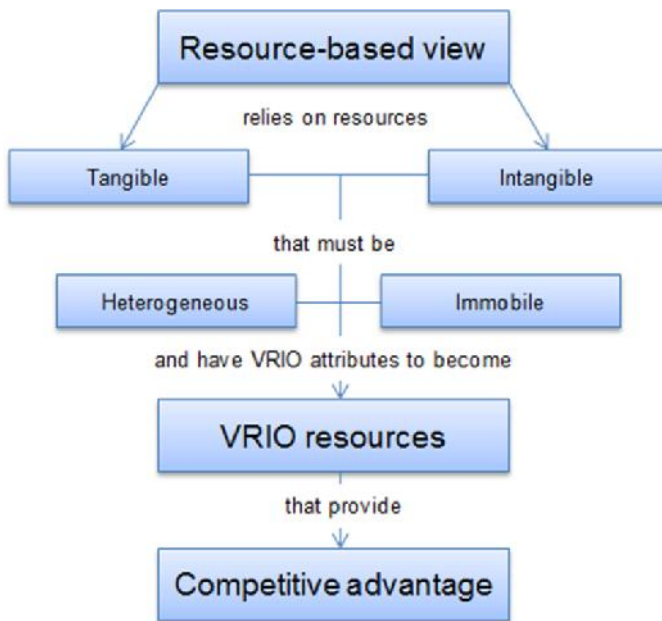 Resource-based view
relies on resources
Tangible
Intangible
that must be
Heterogeneous
Immobile
and have VRIO attributes to become
VRIO resources
that provide
Competitive advantage